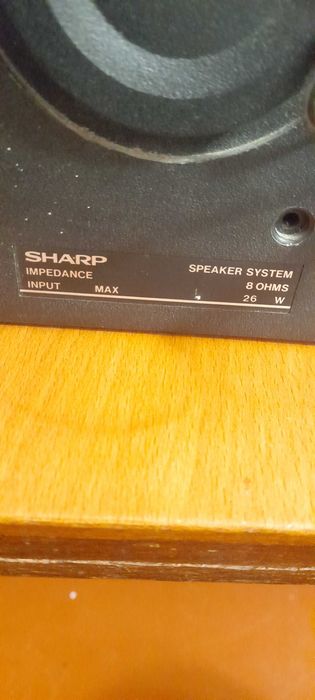 SHARP
SPEAKER SYSTEM
IMPEDANCE 8 OHMS
INPUT MAX 26 W